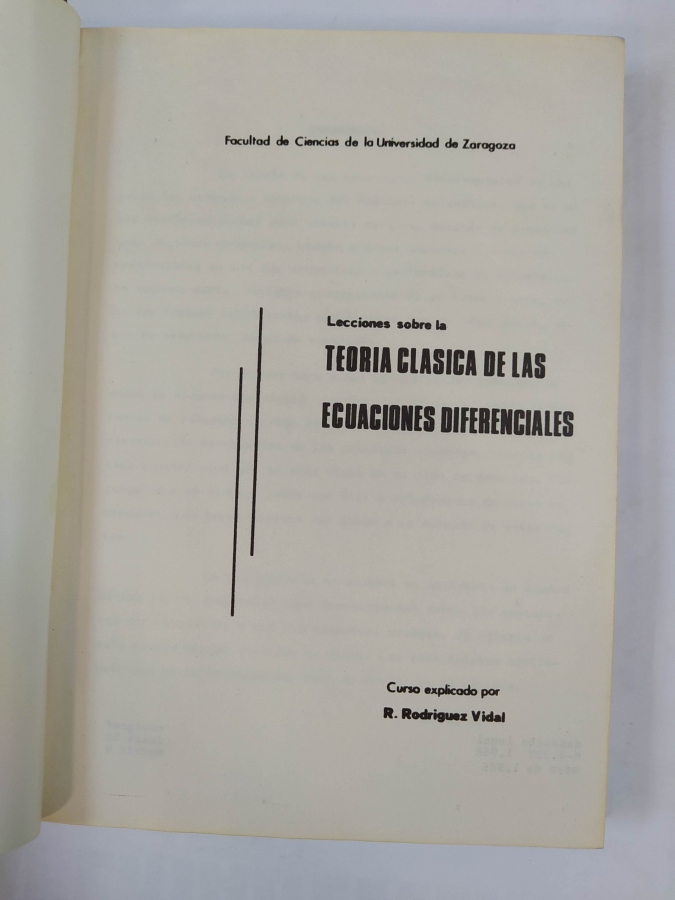 Facultad de Ciencias de la Universidad de Zaragoza
Lecciones sobre la
TEORIA CLASICA DE LAS
ECUACIONES DIFERENCIALES
Curso explicado por
R. Rodriguez Vidal